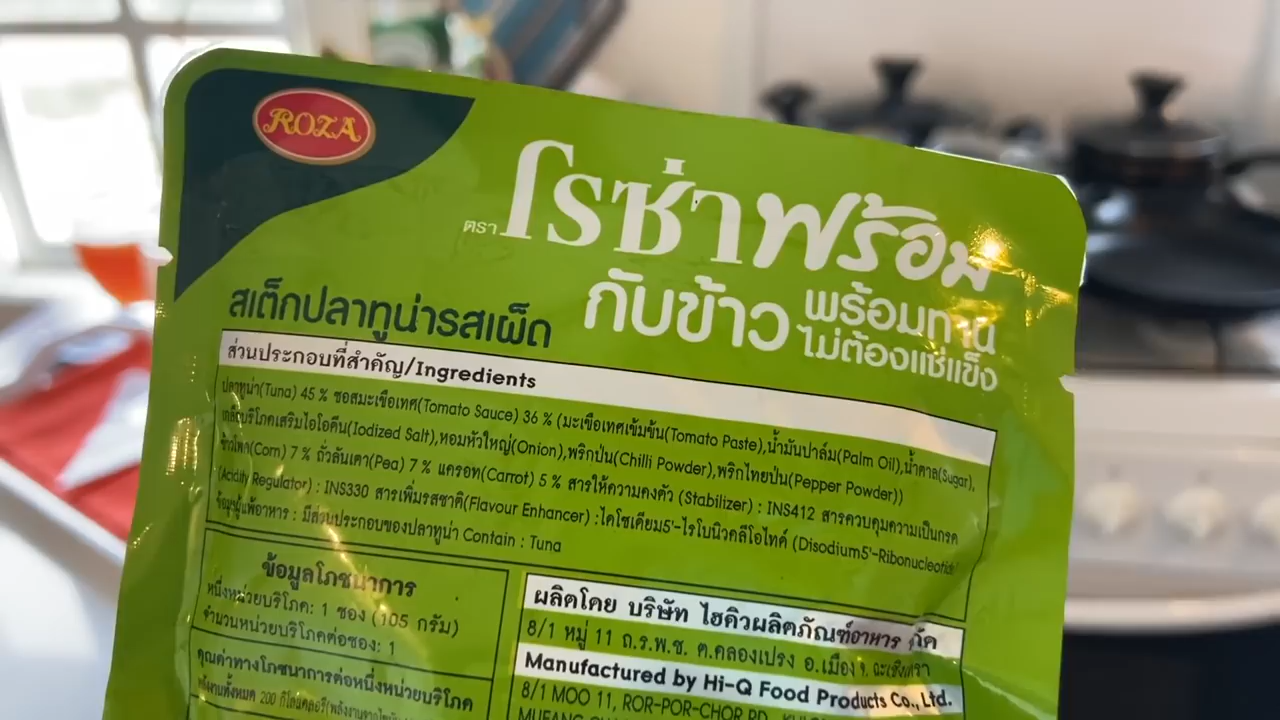 ROZA
ตรา โรซ่าพร้อม
กับข้าว พร้อมทาน
ไม่ต้องแช่แข็ง
สเต็กปลาทูน่ารสเผ็ด
ส่วนประกอบที่สำคัญ/Ingredients
ปลาทูน่า(Tuna) 45 % ซอสมะเขือเทศ(Tomato Sauce) 36 % (มะเขือเทศเข้มข้น(Tomato Paste),น้ำมันปาล์ม(Palm Oil),น้ำตาล(Sugar),
เกลือบริโภคเสริมไอโอดีน(Iodized Salt),หอมหัวใหญ่(Onion),พริกป่น(Chilli Powder),พริกไทยป่น(Pepper Powder))
ข้าวโพด(Corn) 7 % ถั่วลันเตา(Pea) 7 % แครอท(Carrot) 5 % สารให้ความคงตัว (Stabilizer) : INS412 สารควบคุมความเป็นกรด
(Acidity Regulator) : INS330 สารเพิ่มรสชาติ(Flavour Enhancer) :ไดโซเดียม5'-ไรโบนิวคลีโอไทด์ (Disodium5'-Ribonucleotide
ข้อมูลผู้แพ้อาหาร : มีส่วนประกอบของปลาทูน่า Contain : Tuna
ข้อมูลโภชนาการ
หนึ่งหน่วยบริโภค: 1 ซอง (105 กรัม)
จำนวนหน่วยบริโภคต่อซอง: 1
คุณค่าทางโภชนาการต่อหนึ่งหน่วยบริโภค
พลังงานทั้งหมด 200 กิโลแคลอรี
ผลิตโดย บริษัท ไฮคิวผลิตภัณฑ์อาหาร
8/1 หมู่ 11 ถ.ร.พ.ช. ต.คลองเปรง อ.เมือง จ. ฉะเชิงเทรา
Manufactured by Hi-Q Food Products Co., Ltd.
8/1 MOO 11, ROR-POR-CHOR RD.